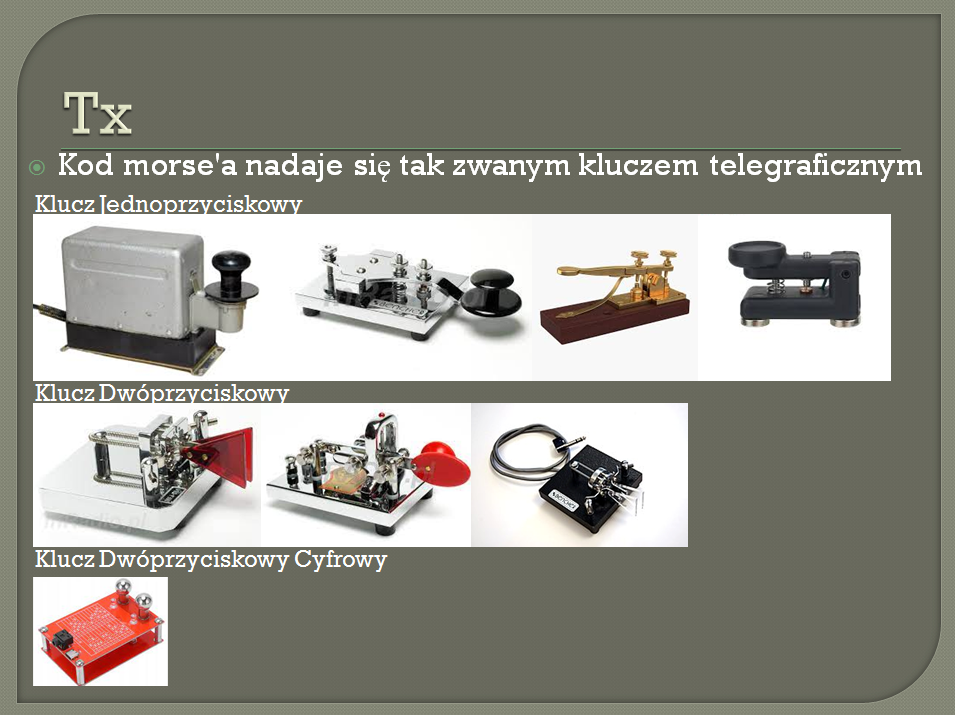 Tx
Kod morse'a nadaje się tak zwanym kluczem telegraficznym
Klucz Jednoprzyciskowy
Klucz Dwóprzyciskowy
Klucz Dwóprzyciskowy Cyfrowy